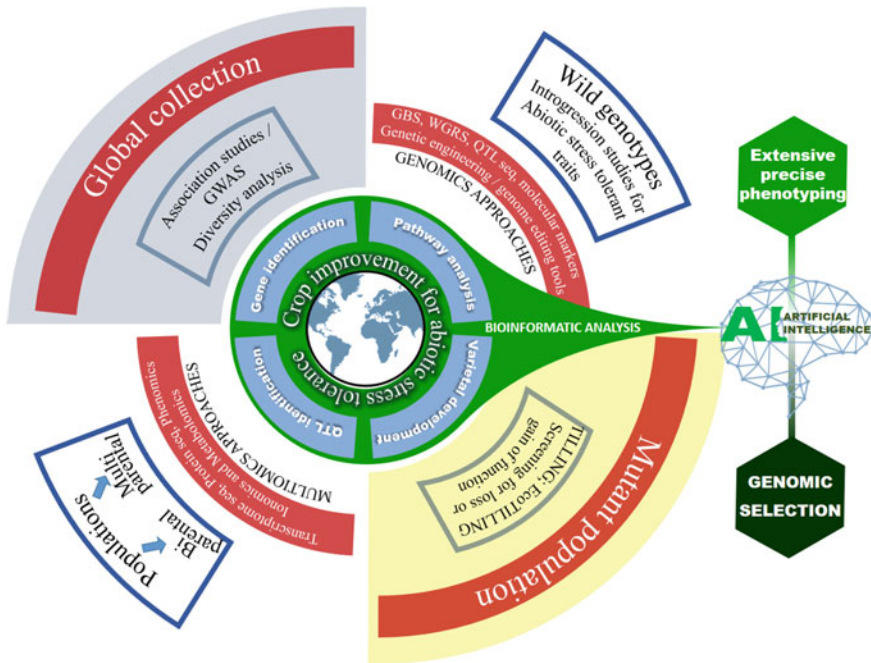 Global collection
Association studies /
GWAS
Diversity analysis
GBS, WGRS, QTL seq, molecular markers
Genetic engineering / genome editing tools
GENOMICS APPROACHES
Wild genotypes
Introgression studies for
Abiotic stress tolerant
traits
Extensive
precise
phenotyping
AI
ARTIFICIAL
INTELLIGENCE
GENOMIC
SELECTION
Gene identification
Pathway analysis
Crop improvement for abiotic stress tolerance
QTL identification
Varietal development
BIOINFORMATIC ANALYSIS
MULTIOMICS APPROACHES
Transcriptome seq, Protein seq, Phenomics
Ionomics and Metabolomics
Populations
Multi
parental
Bi
parental
TILLING; EcoTILLING
Screening for loss or
gain of function
Mutant population